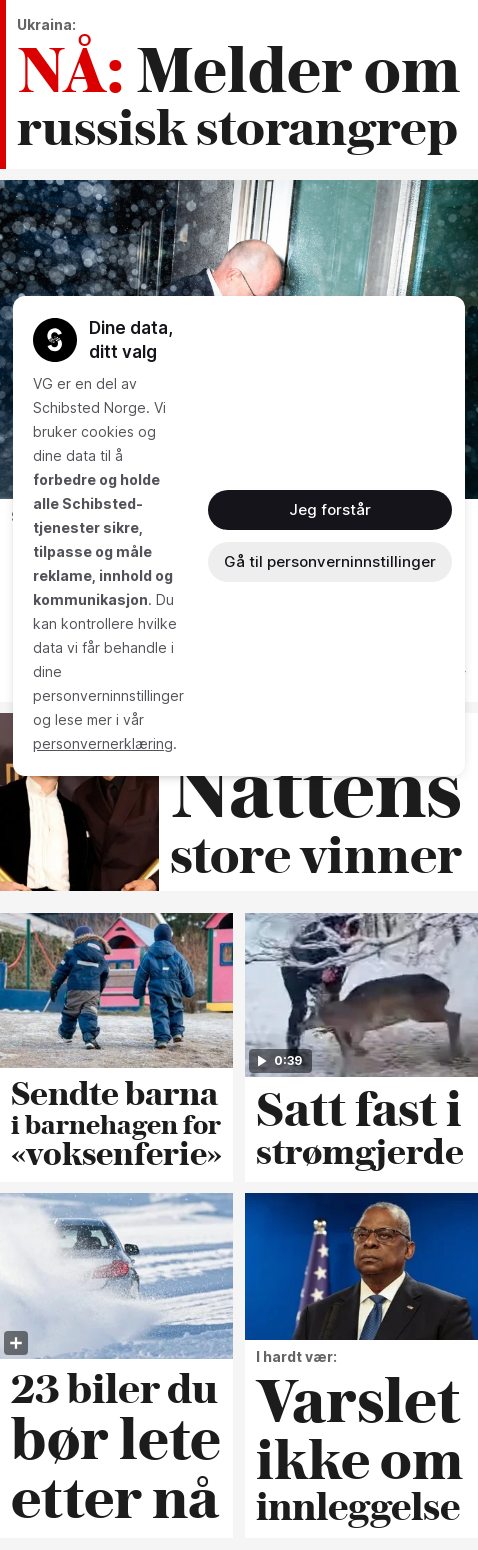 Ukraina:
NÅ: Melder om
russisk storangrep
Dine data,
ditt valg
VG er en del av
Schibsted Norge. Vi
bruker cookies og
dine data til å
forbedre og holde
alle Schibsted-
tjenester sikre,
tilpasse og måle
reklame, innhold og
kommunikasjon. Du
kan kontrollere hvilke
data vi får behandle i
dine
personverninnstillinger
og lese mer i vår
personvernerklæring.
Jeg forstår
Gå til personverninnstillinger
Nattens
store vinner
0:39
Sendte barna
i barnehagen for
«voksenferie»
Satt fast i
strømgjerde
23 biler du
bør lete
etter nå
I hardt vær:
Varslet
ikke om
innleggelse